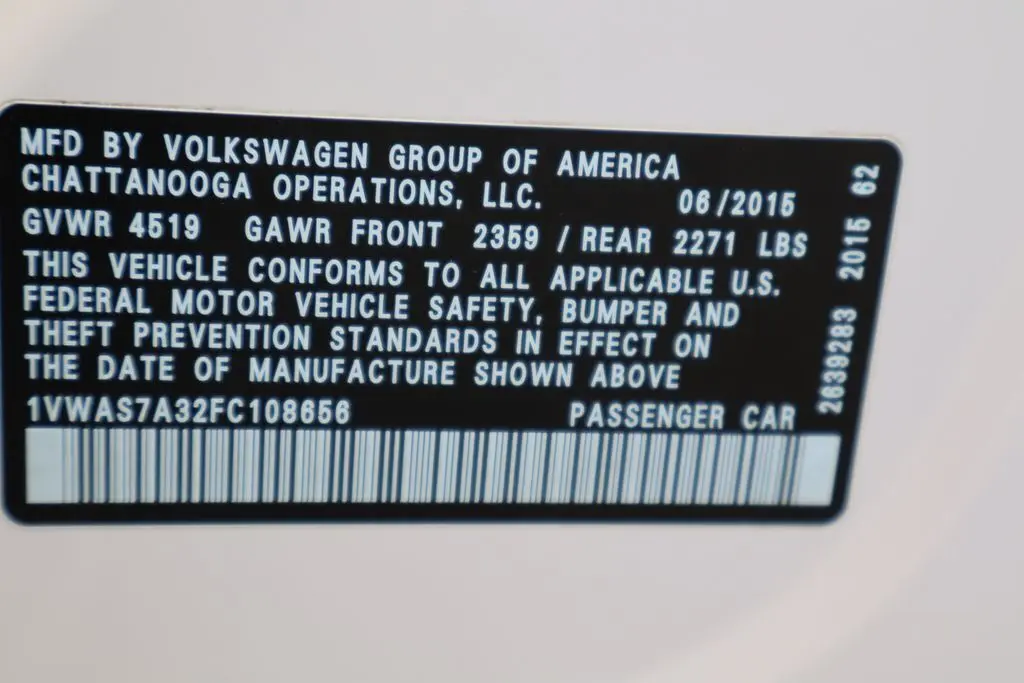 MFD BY VOLKSWAGEN GROUP OF AMERICA
CHATTANOOGA OPERATIONS, LLC. 06/2015
GVWR 4519 GAWR FRONT 2359 / REAR 2271 LBS
THIS VEHICLE CONFORMS TO ALL APPLICABLE U.S.
FEDERAL MOTOR VEHICLE SAFETY, BUMPER AND
THEFT PREVENTION STANDARDS IN EFFECT ON
THE DATE OF MANUFACTURE SHOWN ABOVE
1VWAS7A32FC108656 PASSENGER CAR
2639283 2015 62